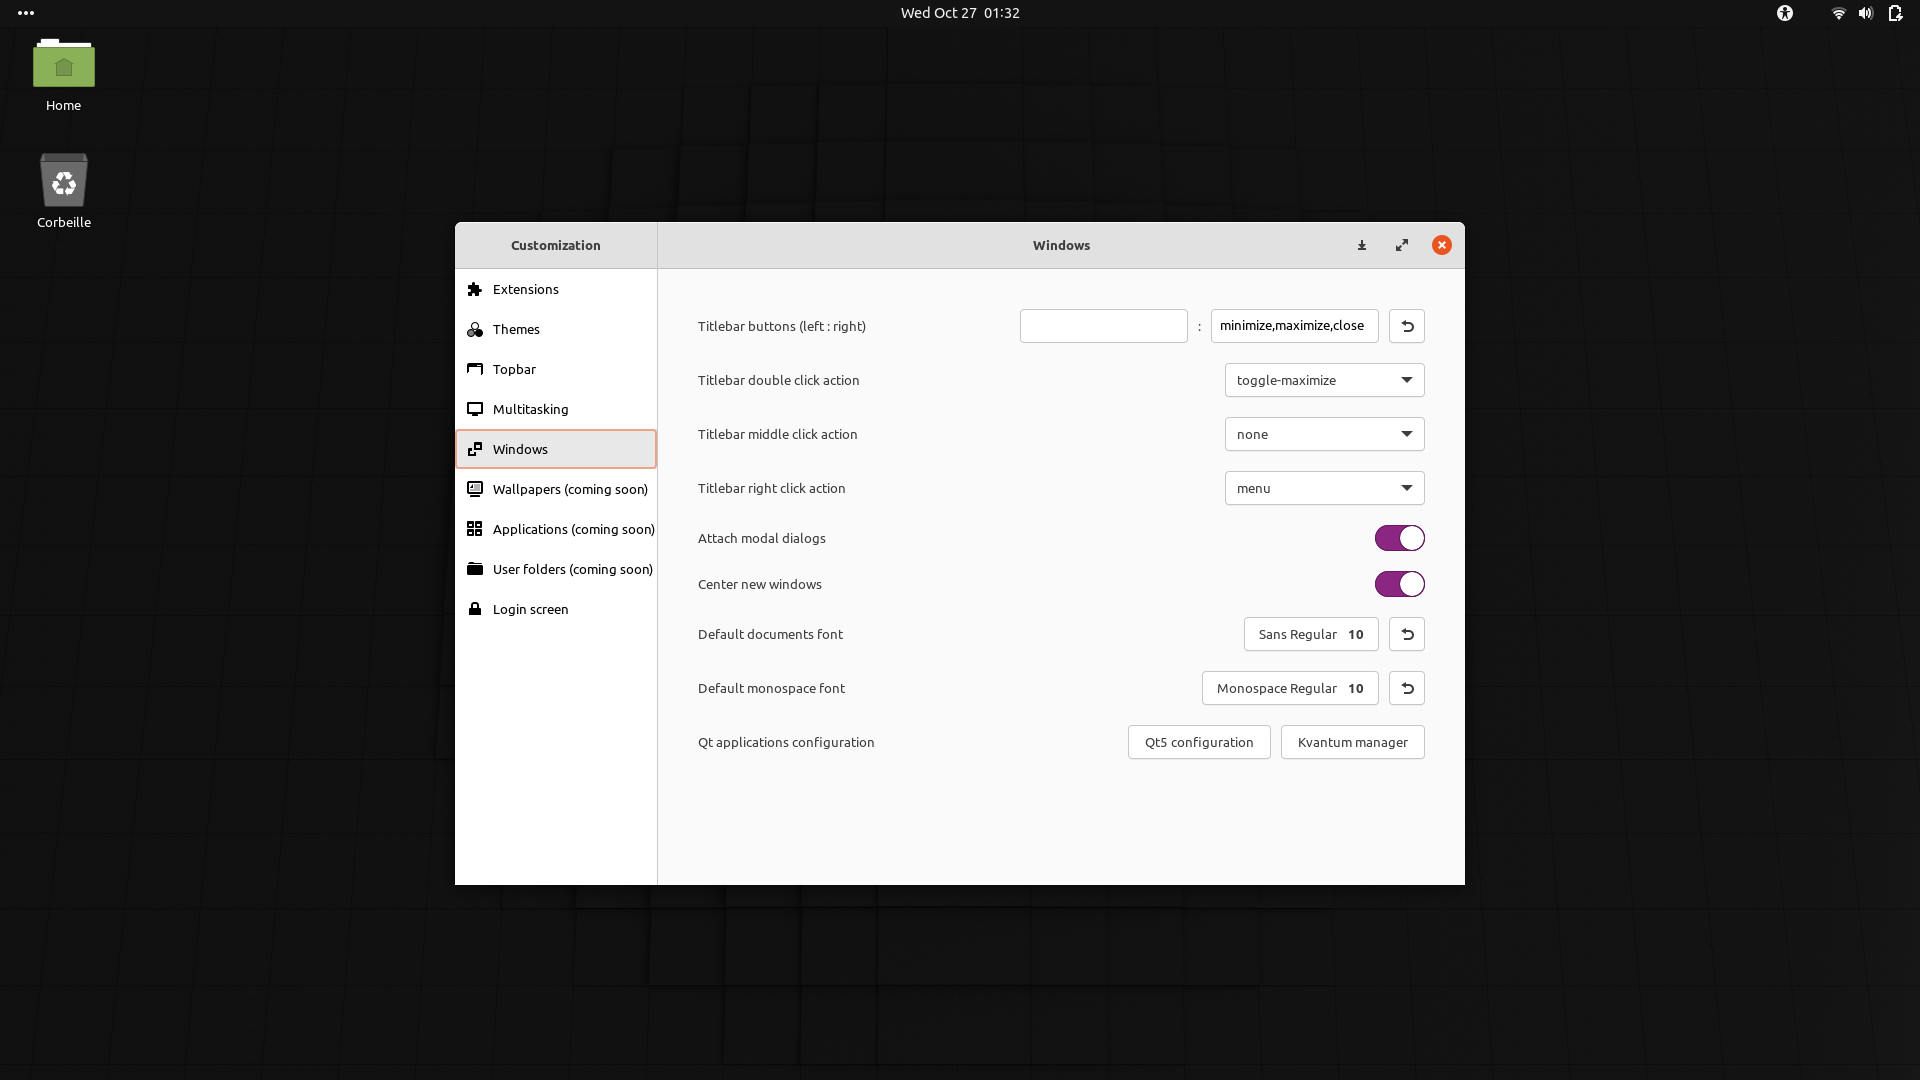 Wed Oct 27 01:32
Home
Corbeille
Customization
Windows
Extensions
Themes
Topbar
Multitasking
Windows
Wallpapers (coming soon)
Applications (coming soon)
User folders (coming soon)
Login screen
Titlebar buttons (left : right) : minimize,maximize,close
Titlebar double click action toggle-maximize
Titlebar middle click action none
Titlebar right click action menu
Attach modal dialogs
Center new windows
Default documents font Sans Regular 10
Default monospace font Monospace Regular 10
Qt applications configuration Qt5 configuration Kvantum manager